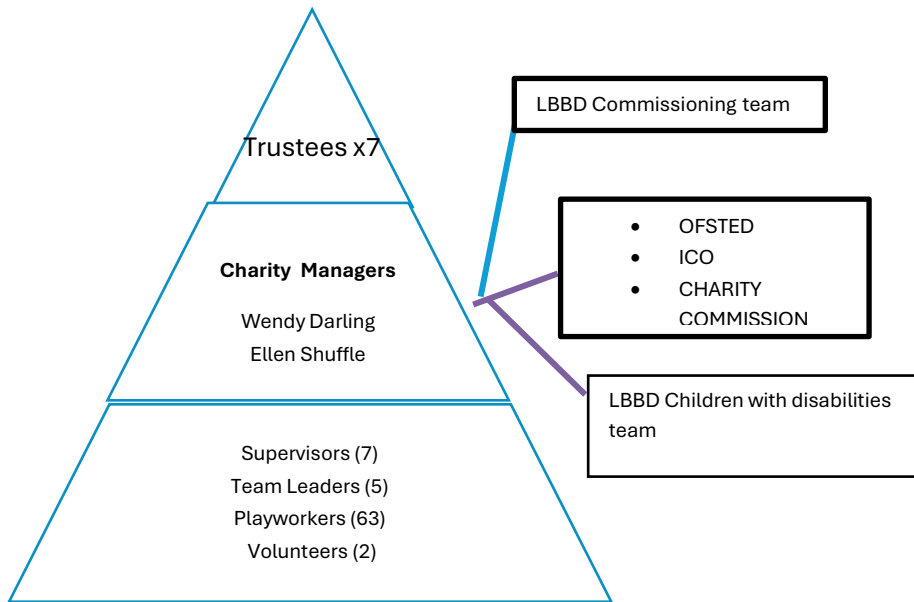 Trustees x7
Charity Managers
Wendy Darling
Ellen Shuffle
Supervisors (7)
Team Leaders (5)
Playworkers (63)
Volunteers (2)
LBBD Commissioning team
• OFSTED
• ICO
• CHARITY
COMMISSION
LBBD Children with disabilities
team